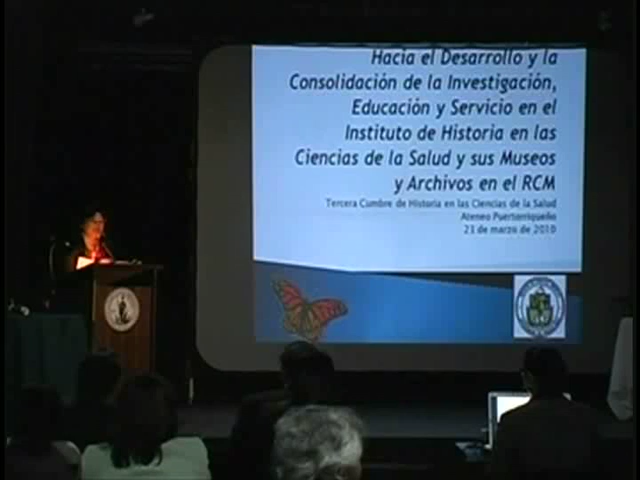 Hacia el Desarrollo y la
Consolidación de la Investigación,
Educación y Servicio en el
Instituto de Historia en las
Ciencias de la Salud y sus Museos
y Archivos en el RCM
Tercera Cumbre de Historia en las Ciencias de la Salud
Ateneo Puertorriqueño
23 de marzo de 2010